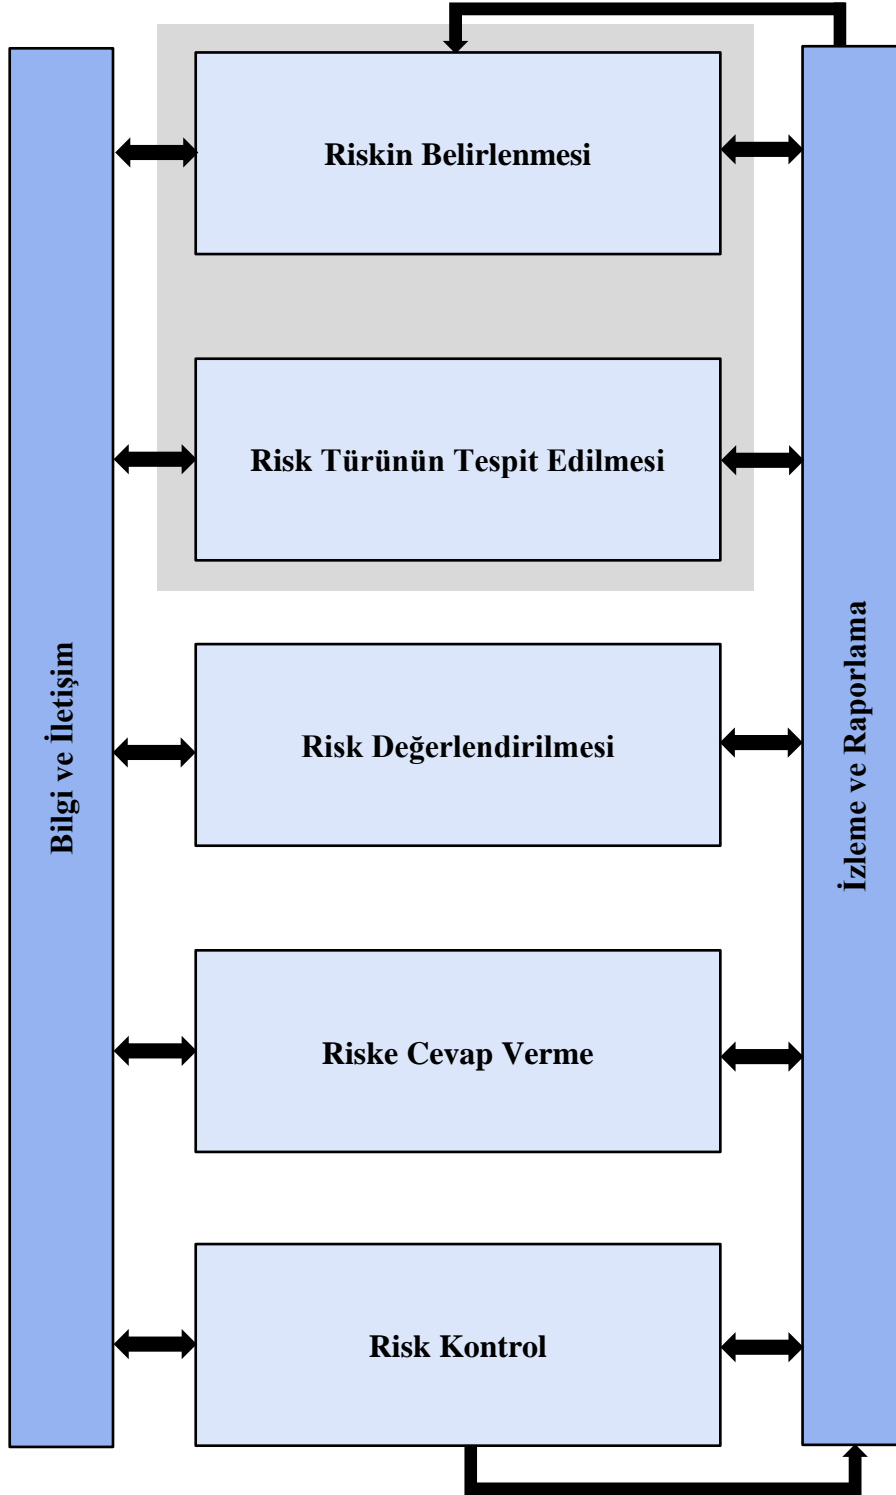 Riskin Belirlenmesi
Risk Türünün Tespit Edilmesi
Bilgi ve İletişim
Risk Değerlendirilmesi
İzleme ve Raporlama
Riske Cevap Verme
Risk Kontrol